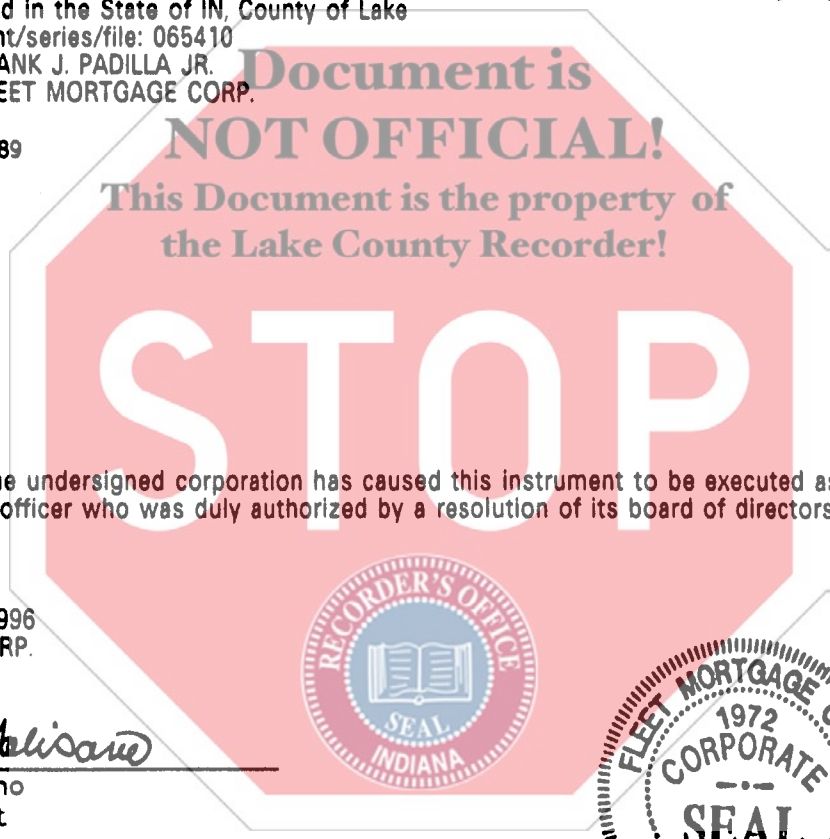 d in the State of IN, County of Lake
nt/series/file: 065410
ANK J. PADILLA JR.
EET MORTGAGE CORP.
Document is
89
NOT OFFICIAL!
This Document is the property of
the Lake County Recorder!
STOP
e undersigned corporation has caused this instrument to be executed as
officer who was duly authorized by a resolution of its board of directors
996
RP.
RECORDER'S OFFICE
SEAL
INDIANA
alisano
no
t
FLEET MORTGAGE C
1972
CORPORATE
SEAL